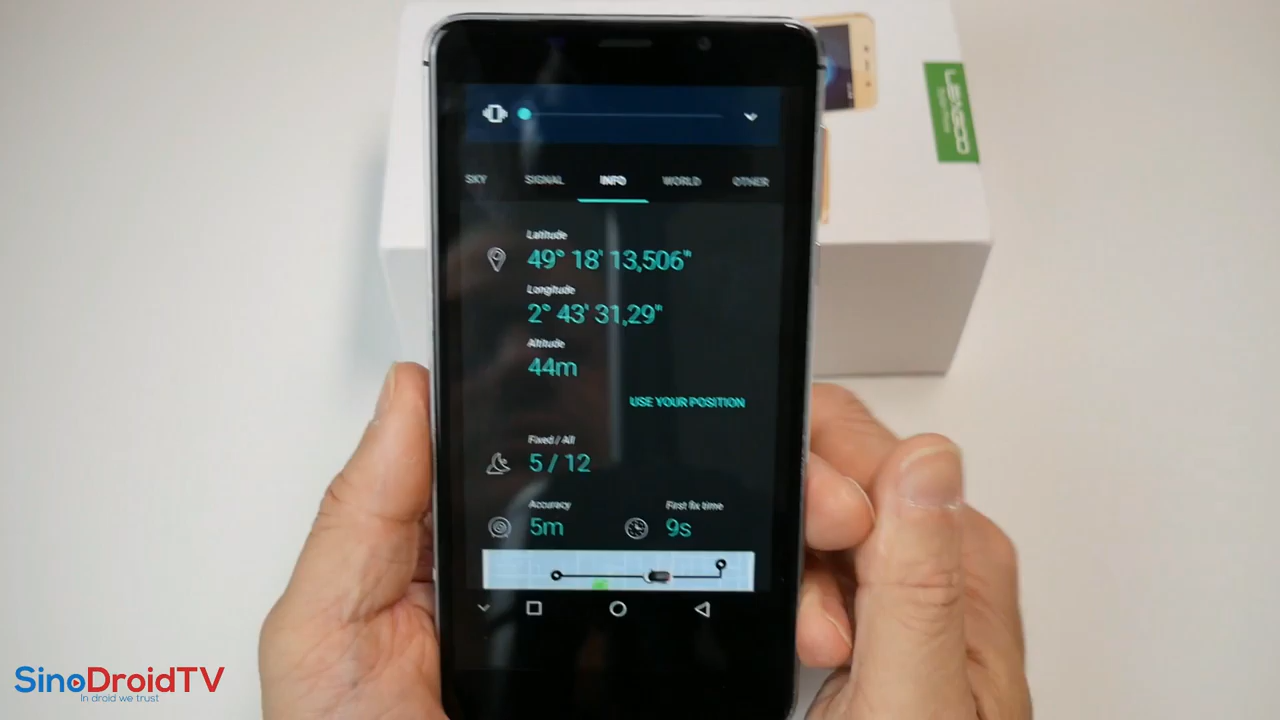 SKY SIGNAL INFO WORLD OTHER
Latitude
49° 18' 13,506"
Longitude
2° 43' 31,29"
Altitude
44m
USE YOUR POSITION
Fixed / All
5 / 12
Accuracy First fix time
5m 9s
LEAGOO
SinoDroidTV
In droid we trust